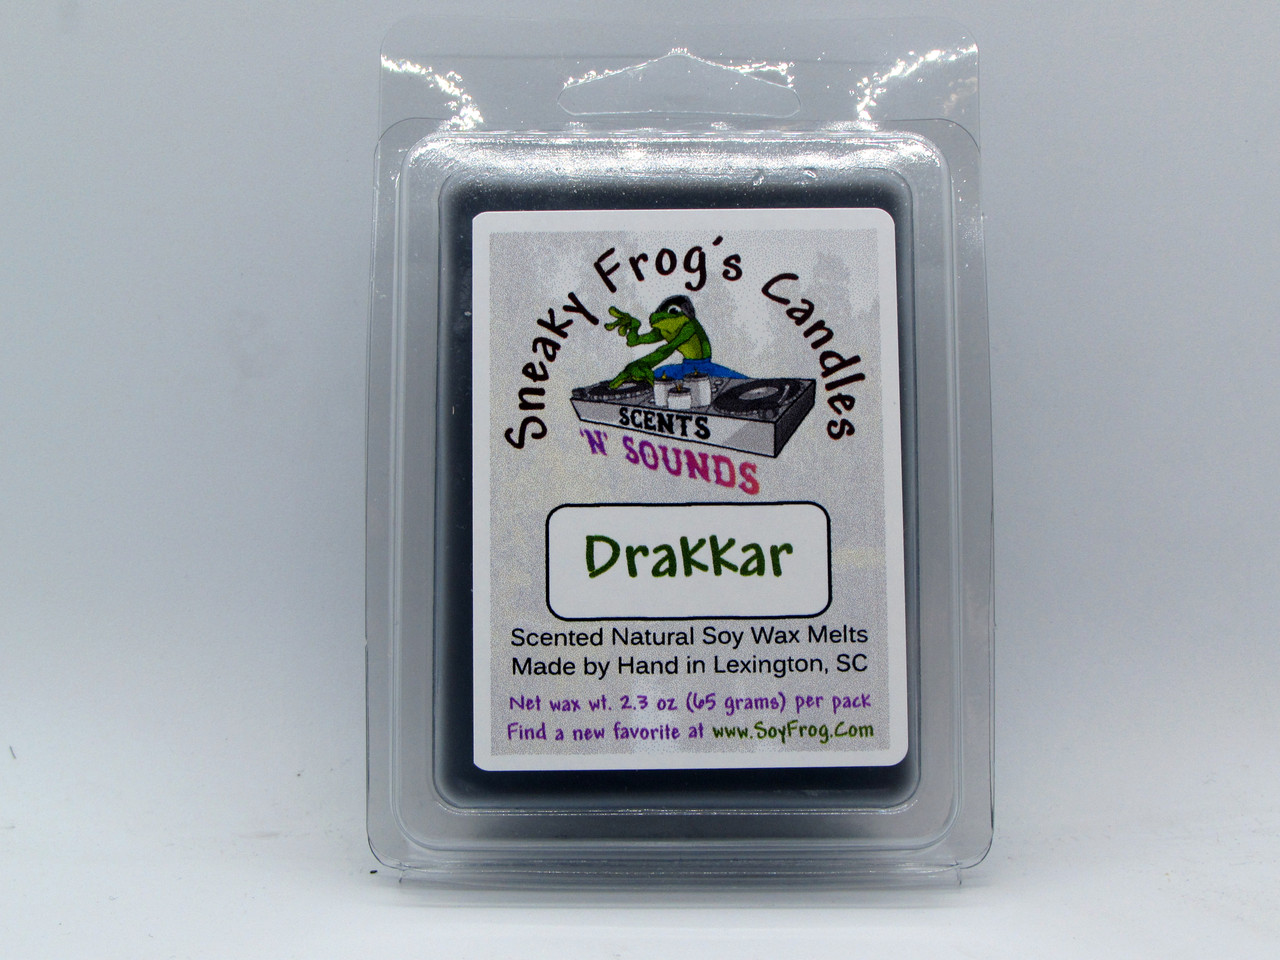 Sneaky Frog's Candles
SCENTS
'N' SOUNDS
Drakkar
Scented Natural Soy Wax Melts
Made by Hand in Lexington, SC
Net wax wt. 2.3 oz (65 grams) per pack
Find a new favorite at www.SoyFrog.Com